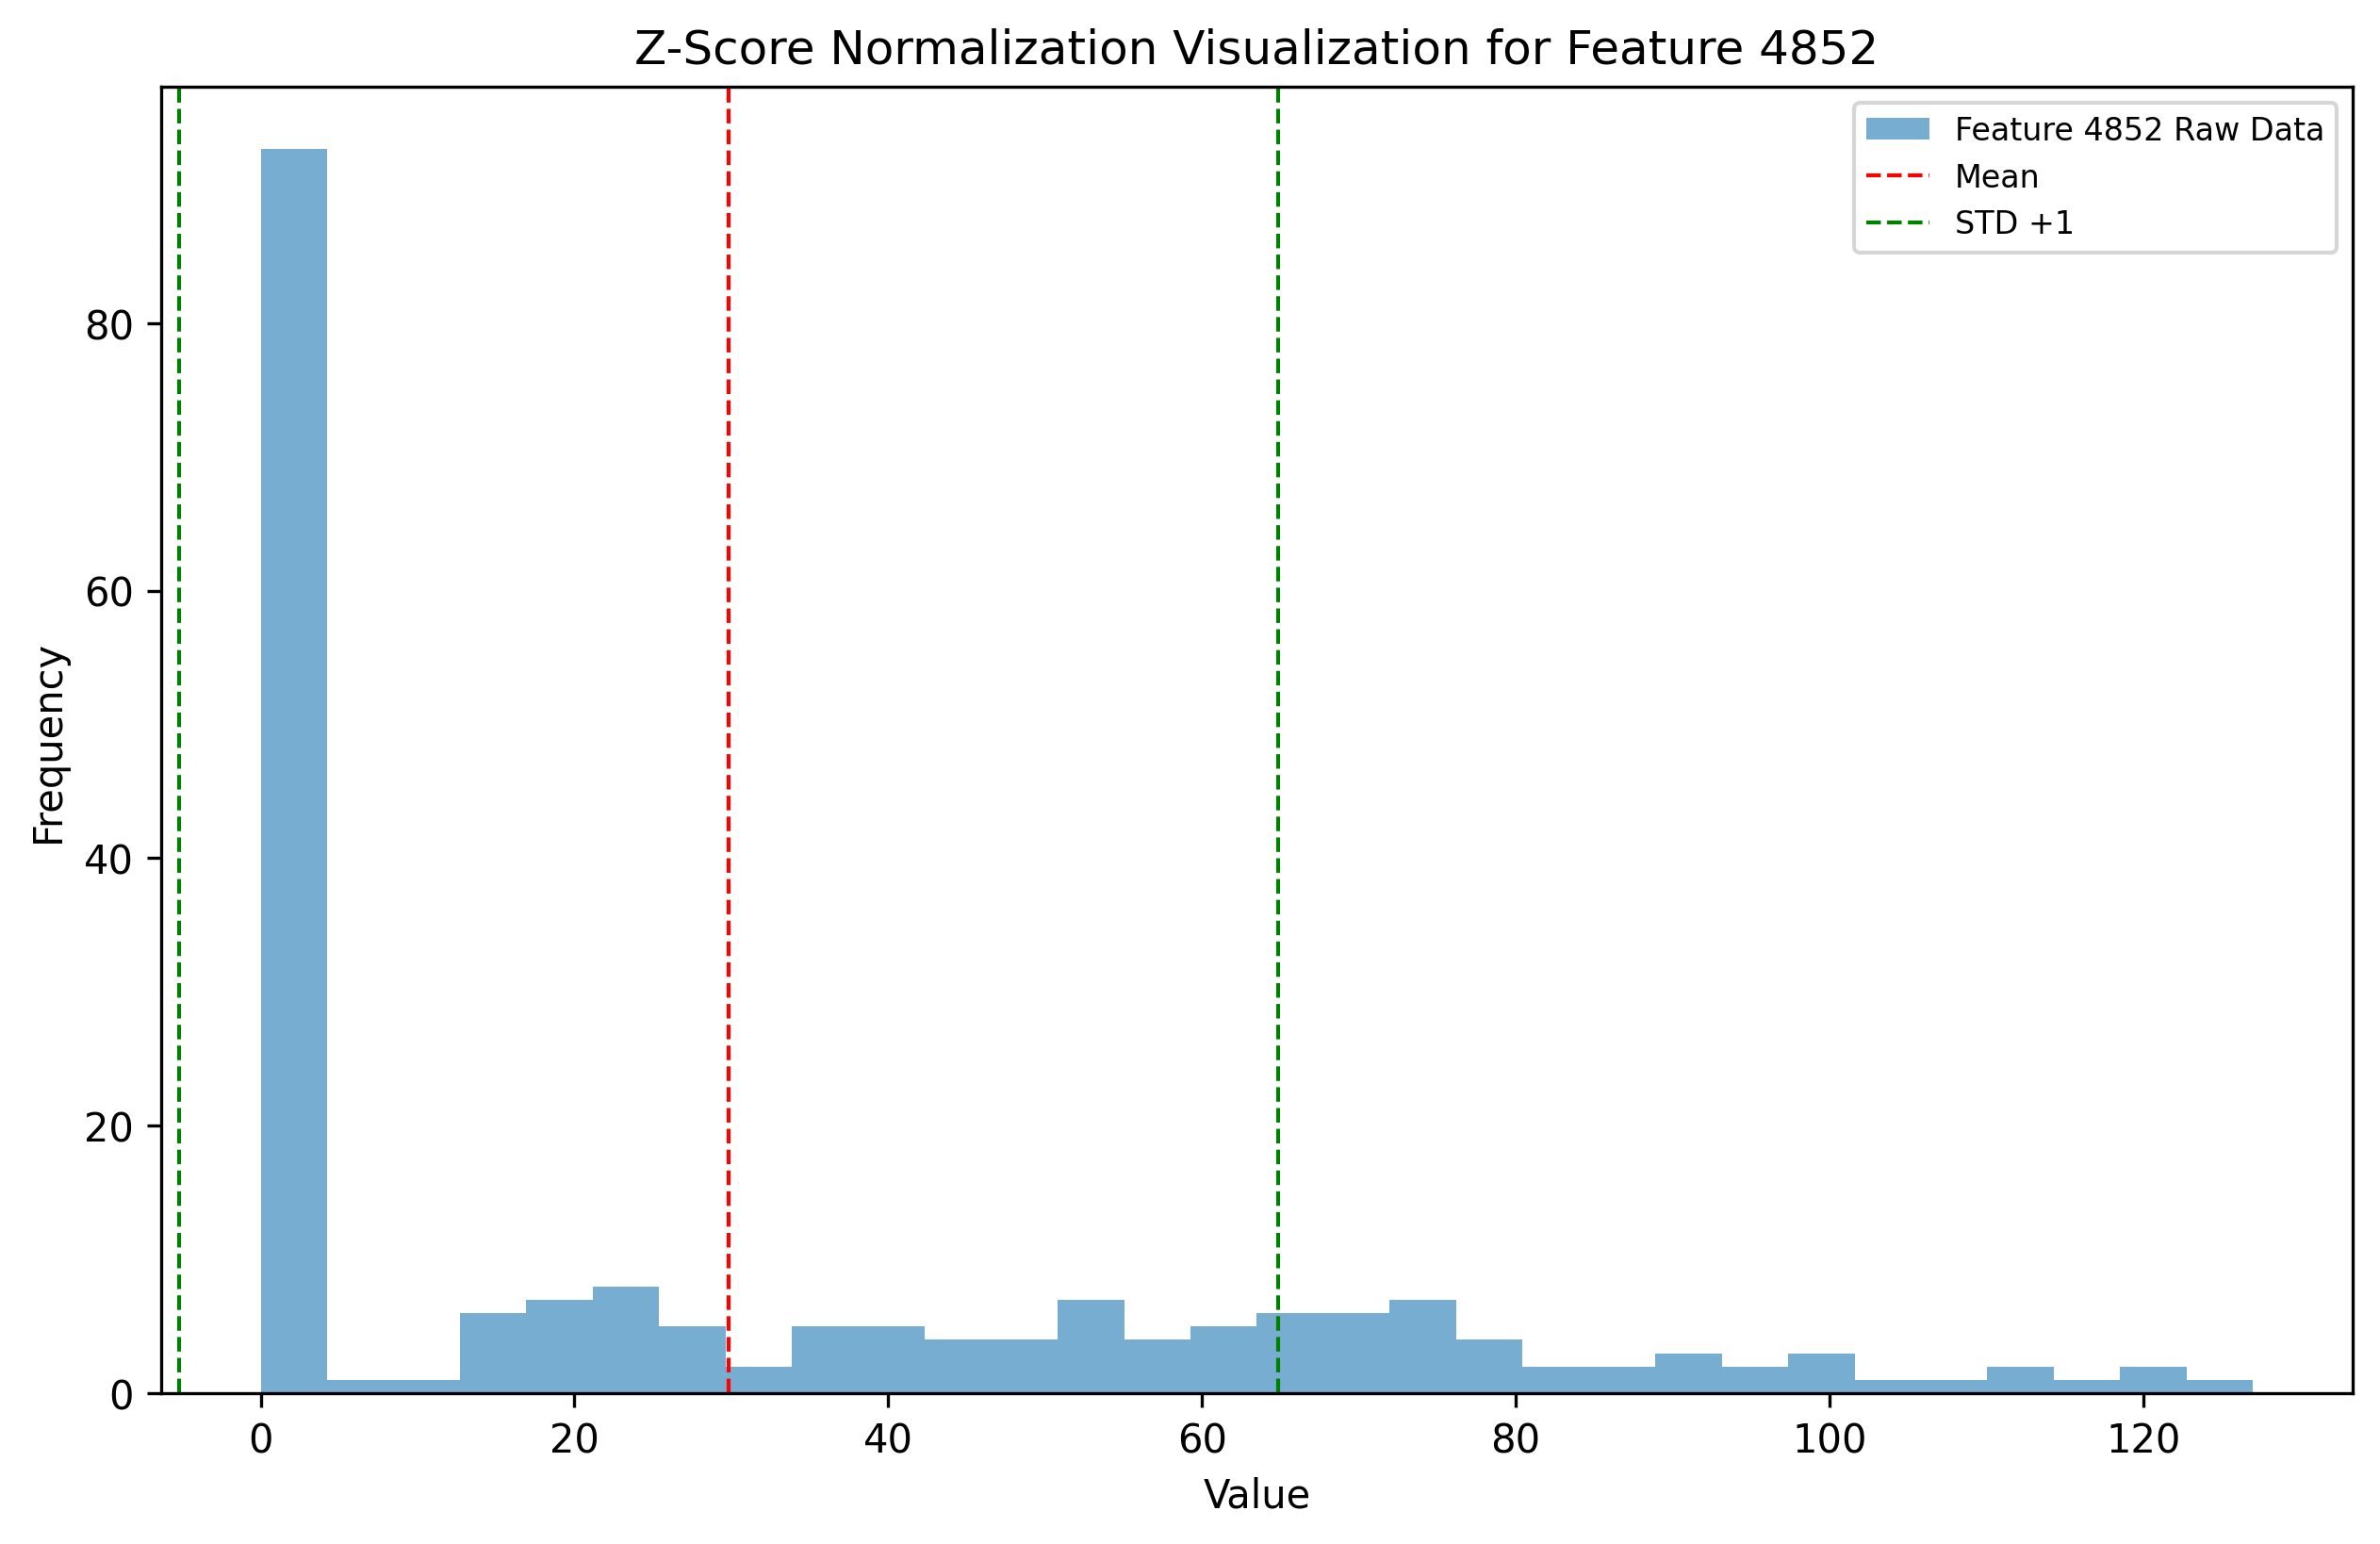 Z-Score Normalization Visualization for Feature 4852
Feature 4852 Raw Data
Mean
STD +1
Frequency
80
60
40
20
0
0 20 40 60 80 100 120
Value